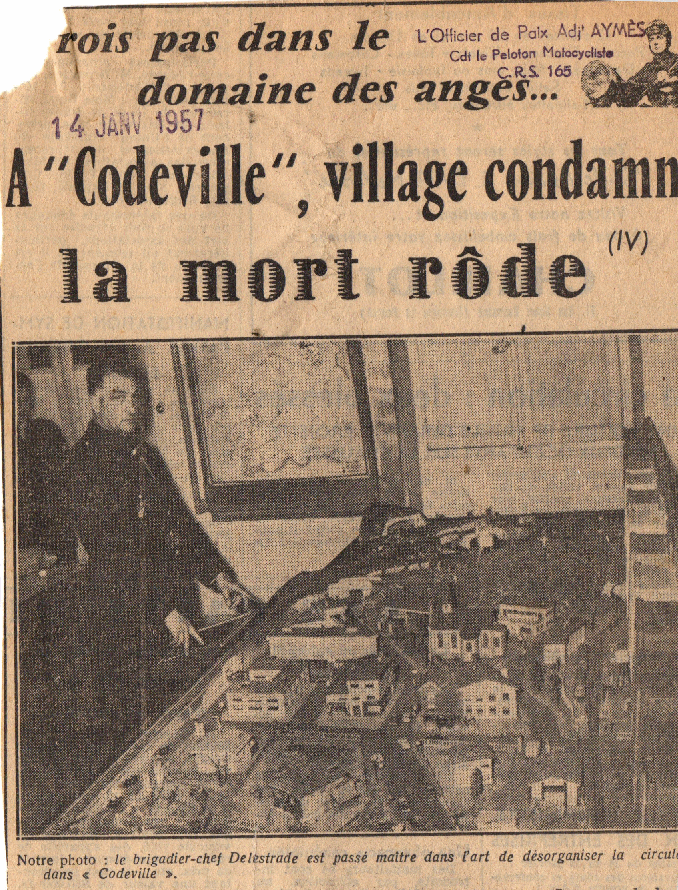 rois pas dans le
domaine des anges...
L'Officier de Paix Adjt AYMÈS
Cdt le Peloton Motocycliste
C.R.S. 165
14 JANV 1957
A "Codeville", village condamn
la mort rôde
(IV)
Notre photo : le brigadier-chef Delestrade est passé maître dans l'art de désorganiser la circul
dans « Codeville ».